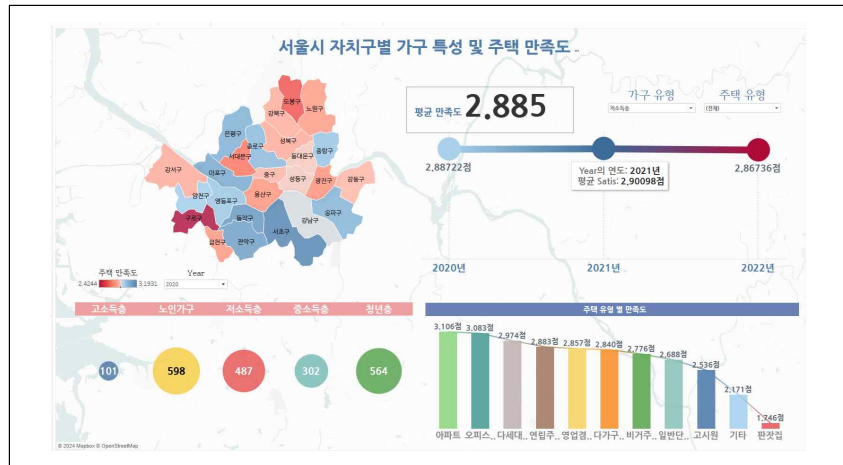 서울시 자치구별 가구 특성 및 주택 만족도
평균 만족도 2.885
가구 유형
주택 유형
저소득층
(전체)
2,88722점
2,86736점
Year의 연도: 2021년
평균 Satis: 2,90098점
2020년
2021년
2022년
도봉구
강북구
노원구
은평구
성북구
종로구
중랑구
서대문구
동대문구
강서구
마포구
중구
성동구
광진구
강동구
양천구
영등포구
용산구
구로구
동작구
강남구
송파구
서초구
금천구
관악구
주택 만족도
2,4244
3,1931
Year
2020
고소득층 노인가구 저소득층 중소득층 청년층
101 598 487 302 564
주택 유형 별 만족도
3,106점
3,083점
2,974점
2,883점
2,857점
2,840점
2,776점
2,688점
2,536점
2,171점
1,746점
아파트 오피스.. 다세대.. 연립주.. 영업겸.. 다가구.. 비거주.. 일반단.. 고시원 기타 판잣집
© 2024 Mapbox © OpenStreetMap